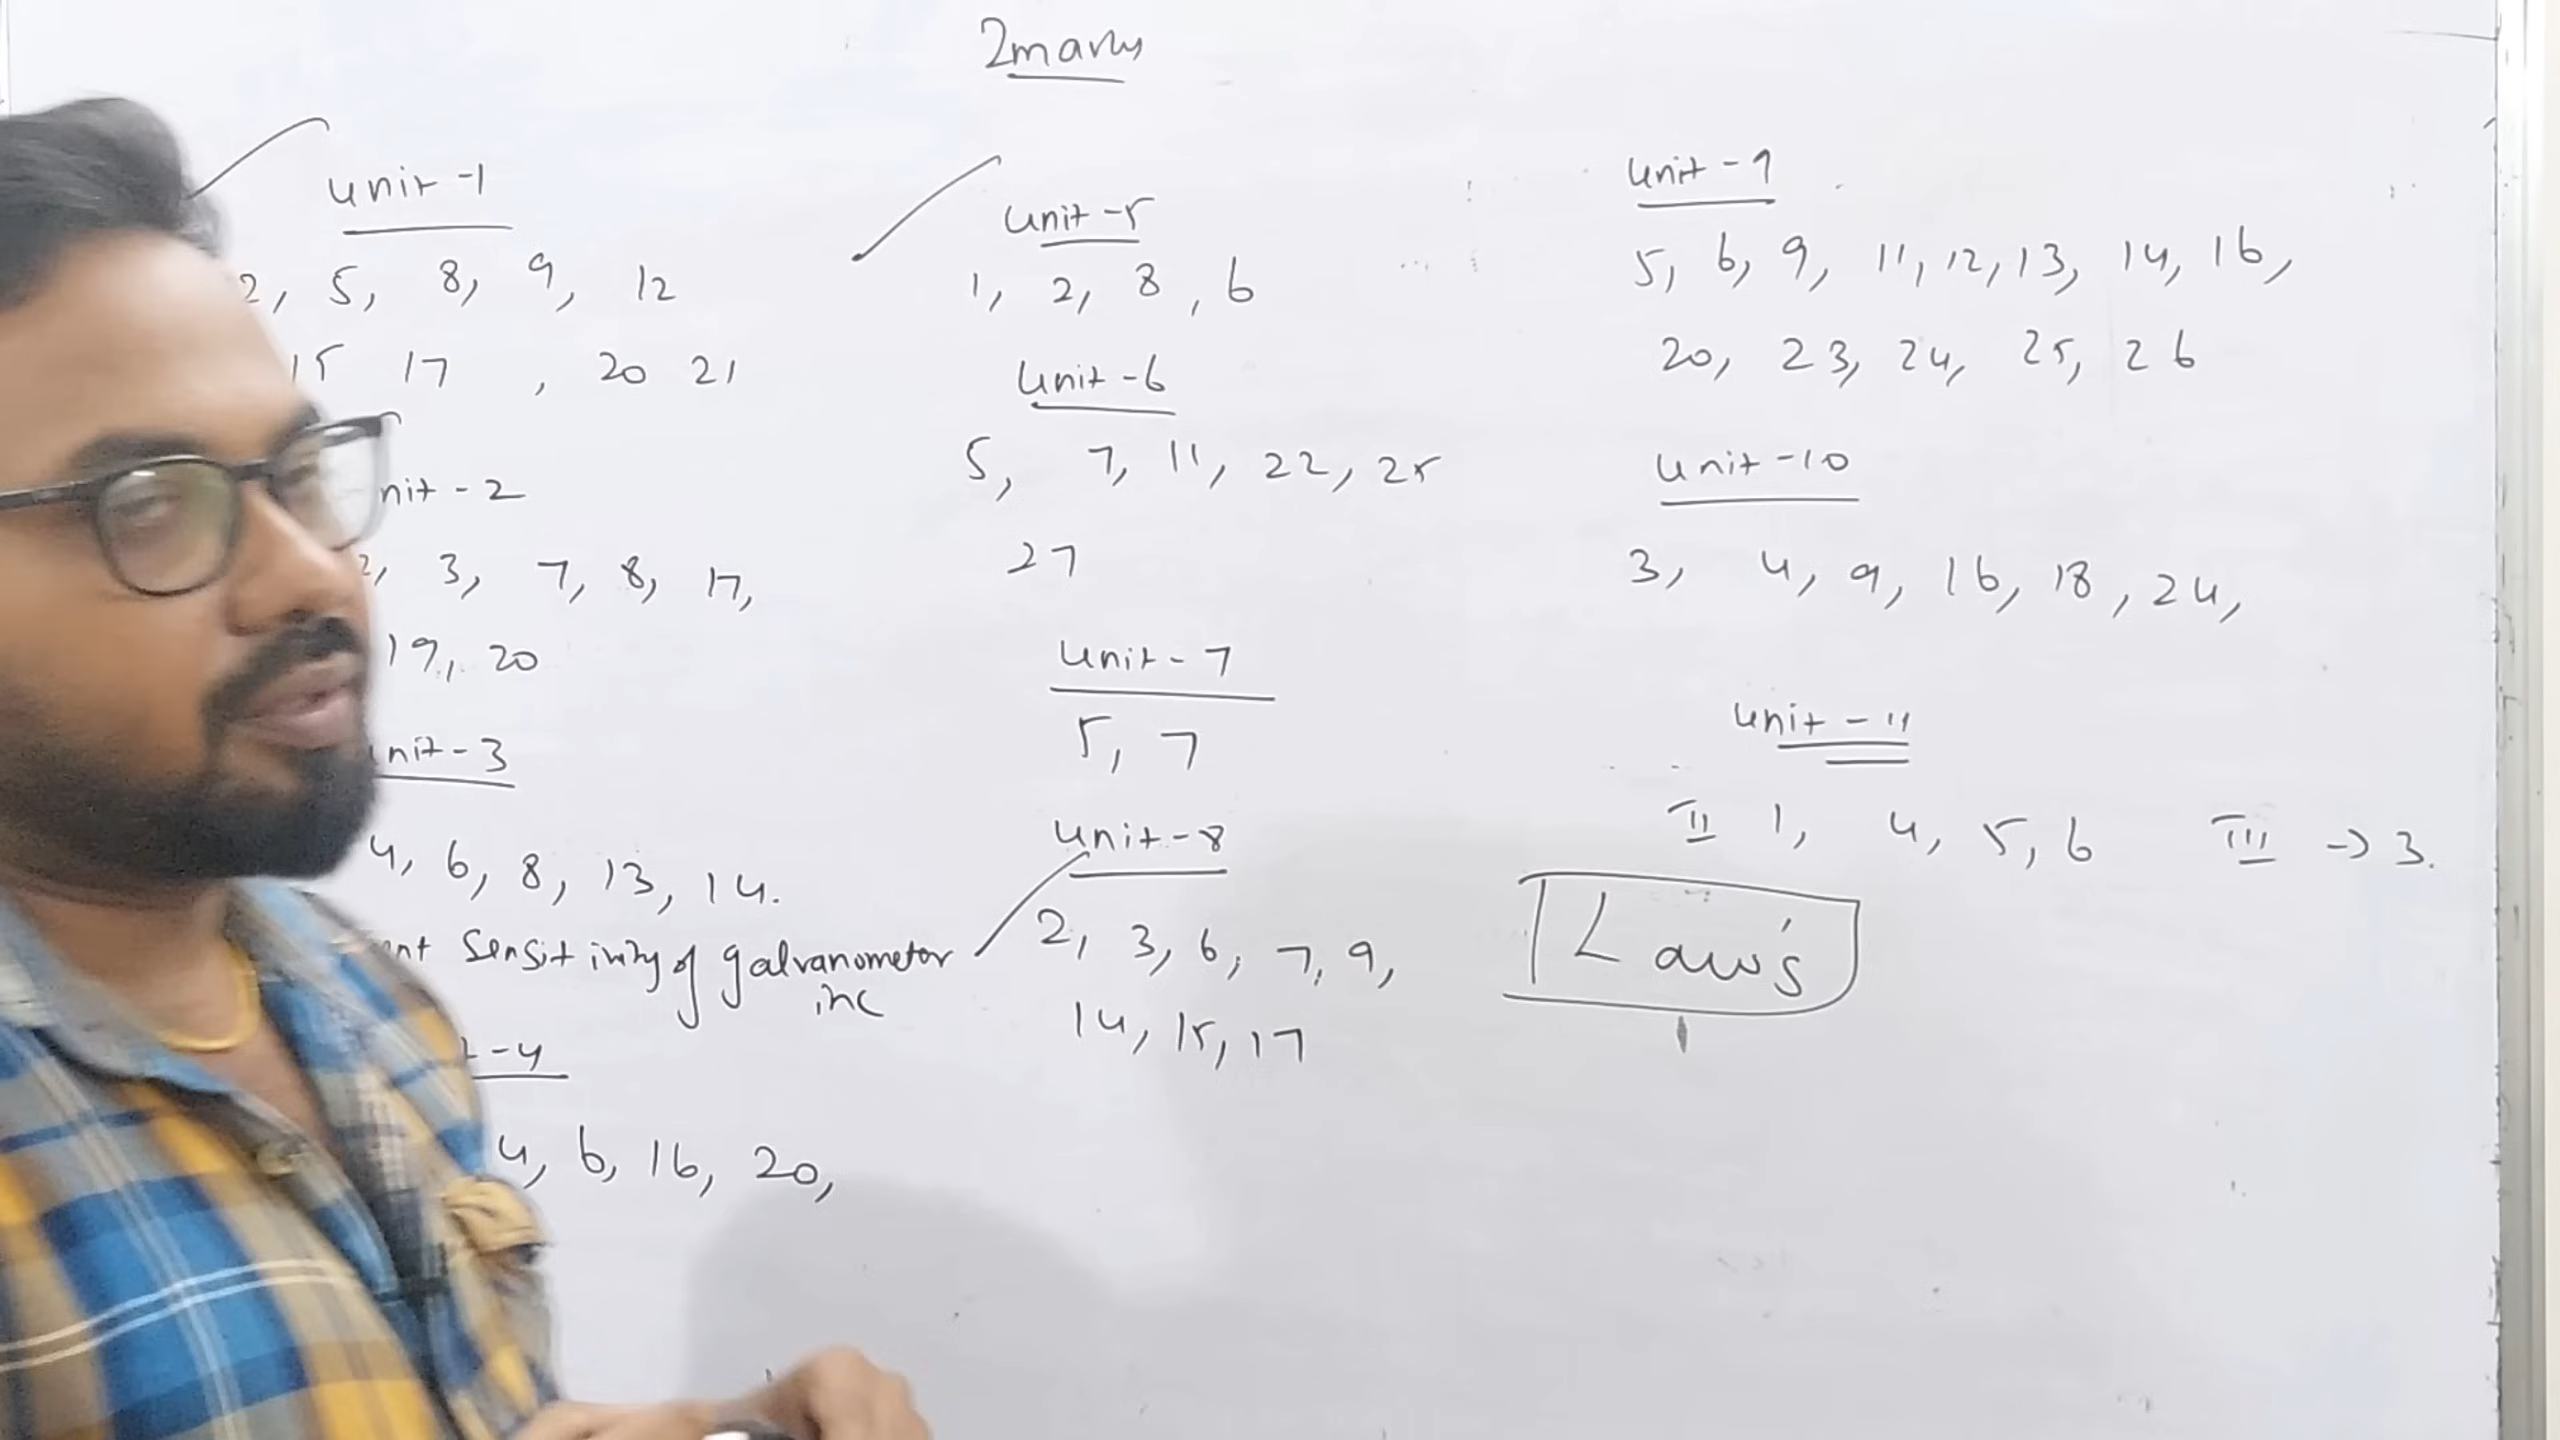 2marks
unit-1
2, 5, 8, 9, 12
15 17 , 20 21
nit-2
2, 3, 7, 8, 17,
19, 20
nit-3
4, 6, 8, 13, 14.
nt Sensitivity of galvanometer
inc
-4
4, 6, 16, 20,
unit-5
1, 2, 8, 6
unit-6
5, 7, 11, 22, 25
27
unit-7
5, 7
unit-8
2, 3, 6, 7, 9,
14, 15, 17
unit-9
5, 6, 9, 11, 12, 13, 14, 16,
20, 23, 24, 25, 26
unit-10
3, 4, 9, 16, 18, 24,
unit-11
II 1, 4, 5, 6 III -> 3.
Law's